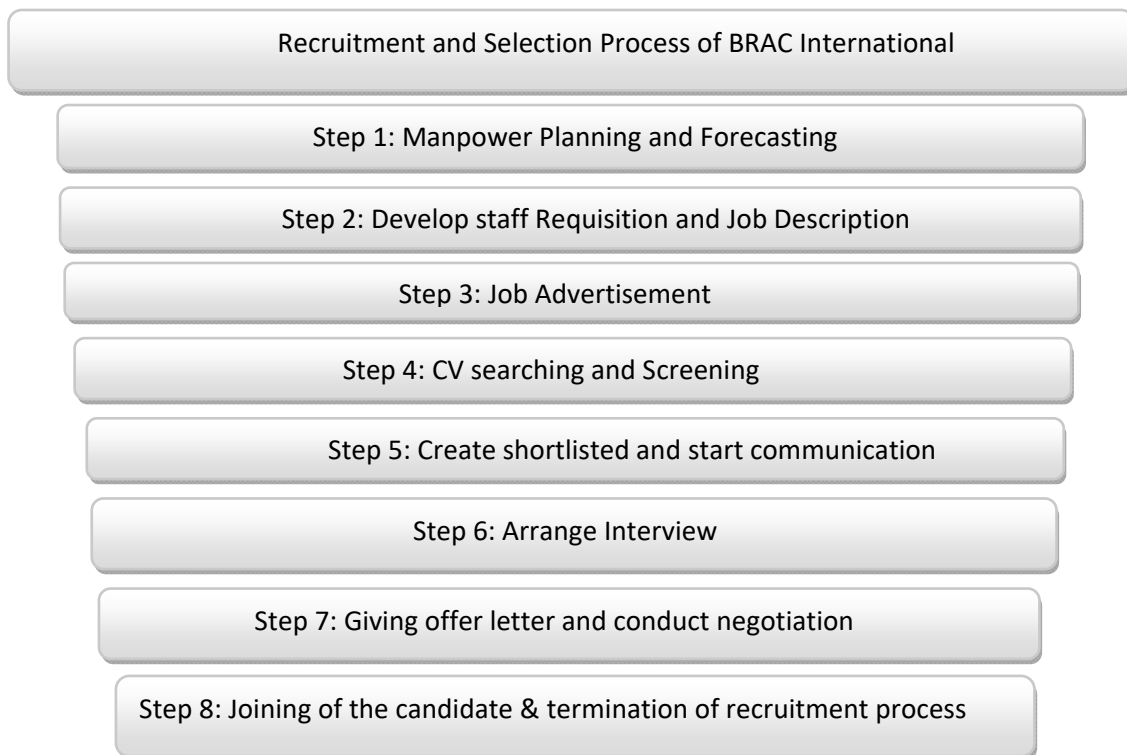 Recruitment and Selection Process of BRAC International
Step 1: Manpower Planning and Forecasting
Step 2: Develop staff Requisition and Job Description
Step 3: Job Advertisement
Step 4: CV searching and Screening
Step 5: Create shortlisted and start communication
Step 6: Arrange Interview
Step 7: Giving offer letter and conduct negotiation
Step 8: Joining of the candidate & termination of recruitment process